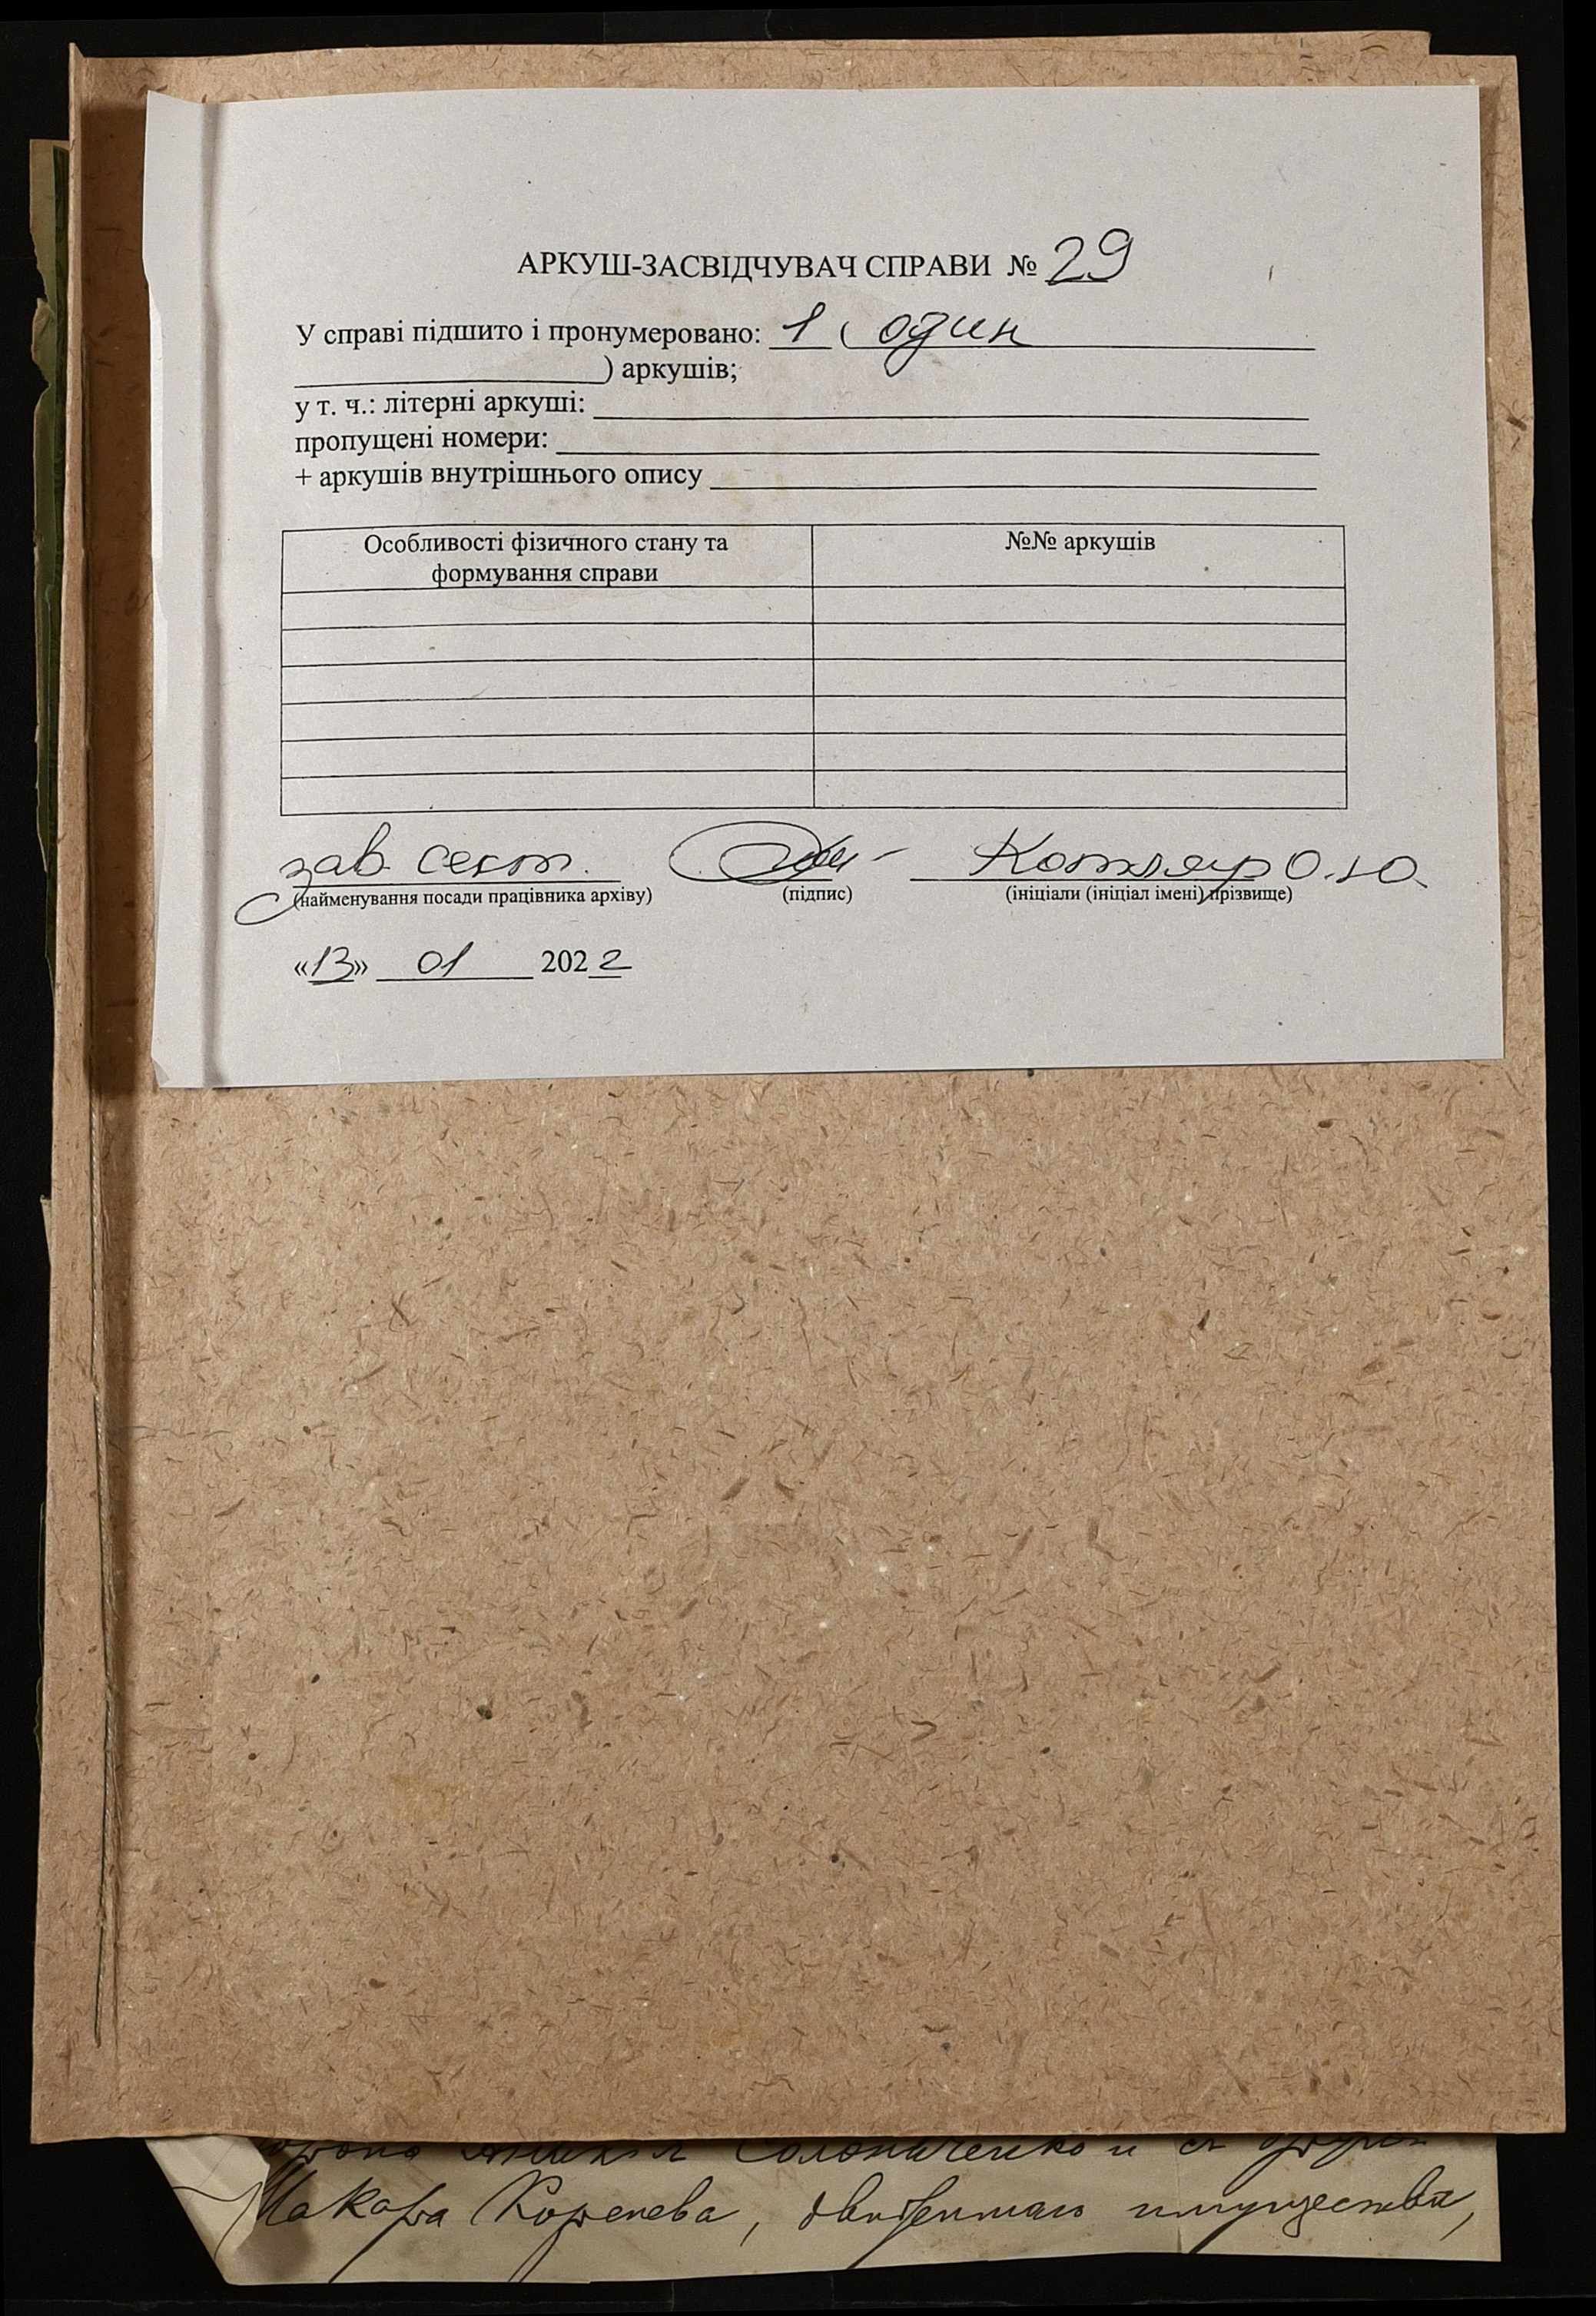 АРКУШ-ЗАСВІДЧУВАЧ СПРАВИ № 29
У справі підшито і пронумеровано: 1 ( один
) аркушів;
у т. ч.: літерні аркуші:
пропущені номери:
+ аркушів внутрішнього опису
Особливості фізичного стану та формування справи
№№ аркушів
зав. сект. Котляр О.Ю.
(найменування посади працівника архіву) (підпис) (ініціали (ініціал імені) прізвище)
«13» 01 2022
и съ другой
Макара Коренева, движимаго имущества,